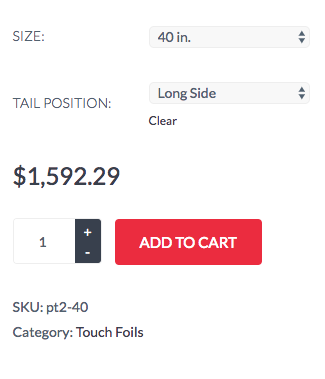 SIZE: 40 in.
TAIL POSITION: Long Side
Clear
$1,592.29
1 + -
ADD TO CART
SKU: pt2-40
Category: Touch Foils